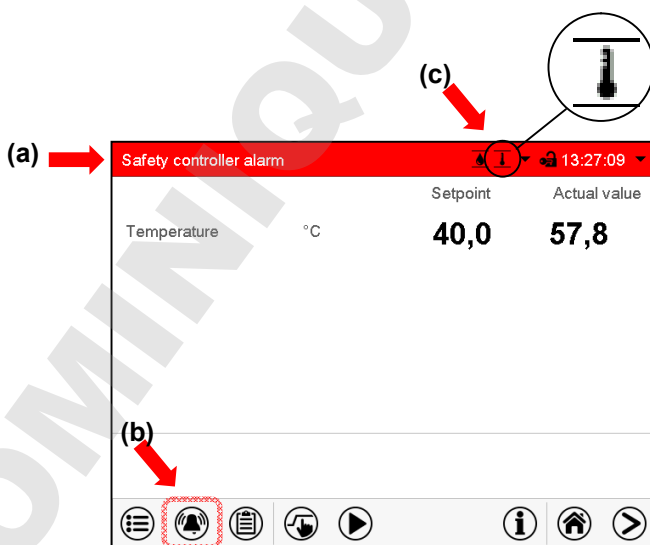 (c)
(a)
Safety controller alarm 13:27:09
Setpoint Actual value
Temperature °C 40,0 57,8
(b)